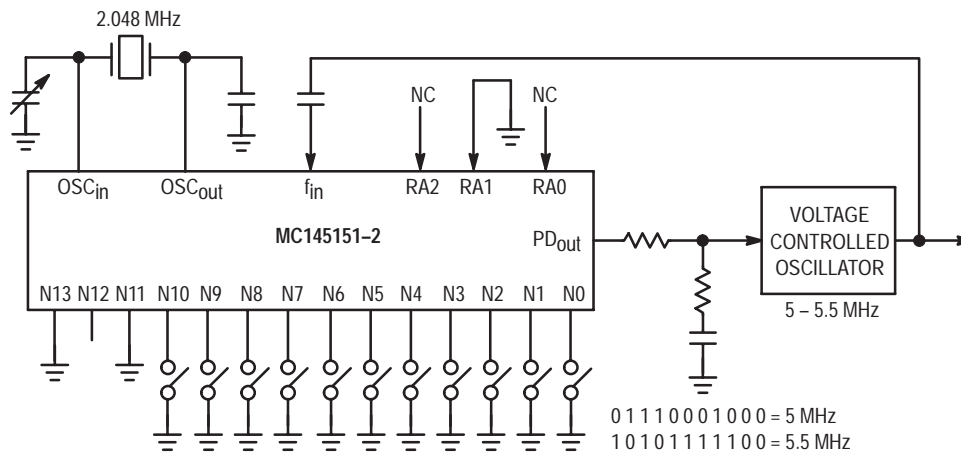 2.048 MHz
NC
NC
OSCin
OSCout
fin
RA2
RA1
RA0
MC145151–2
PDout
VOLTAGE
CONTROLLED
OSCILLATOR
5 – 5.5 MHz
N13 N12 N11 N10 N9 N8 N7 N6 N5 N4 N3 N2 N1 N0
0 1 1 1 0 0 0 1 0 0 0 = 5 MHz
1 0 1 0 1 1 1 1 1 0 0 = 5.5 MHz